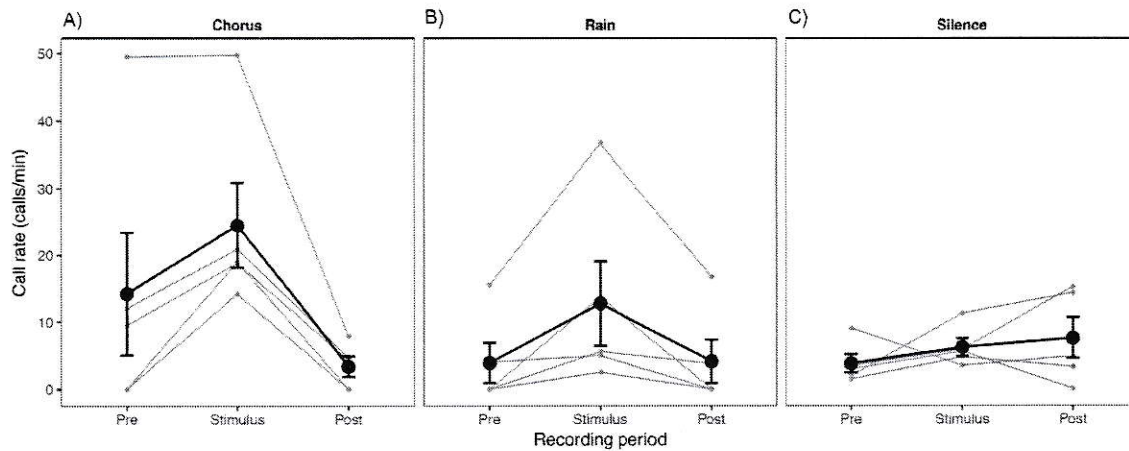 A) Chorus
B) Rain
C) Silence
Call rate (calls/min)
50
40
30
20
10
0
Pre Stimulus Post
Pre Stimulus Post
Pre Stimulus Post
Recording period